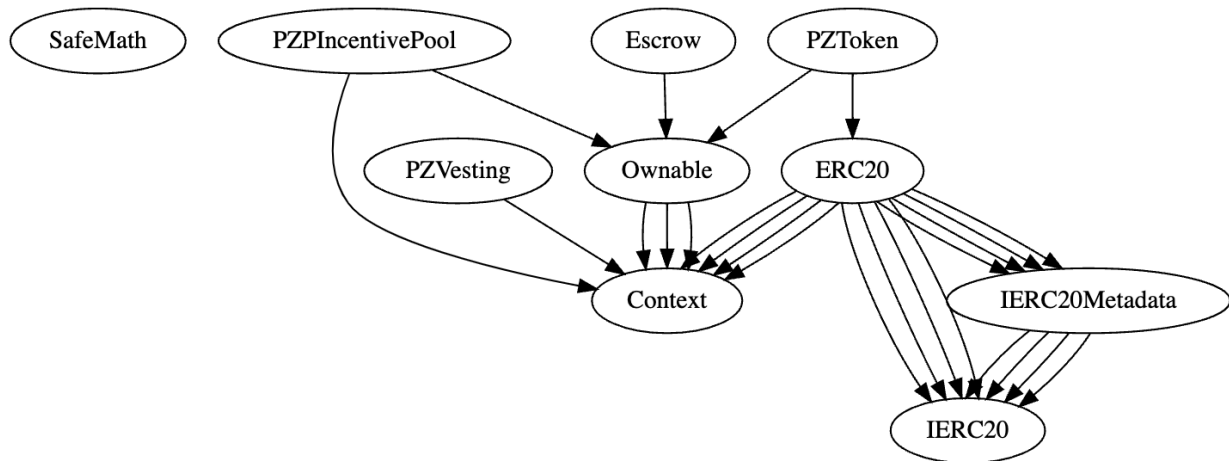 SafeMath
PZPIncentivePool
Escrow
PZToken
PZVesting
Ownable
ERC20
Context
IERC20Metadata
IERC20